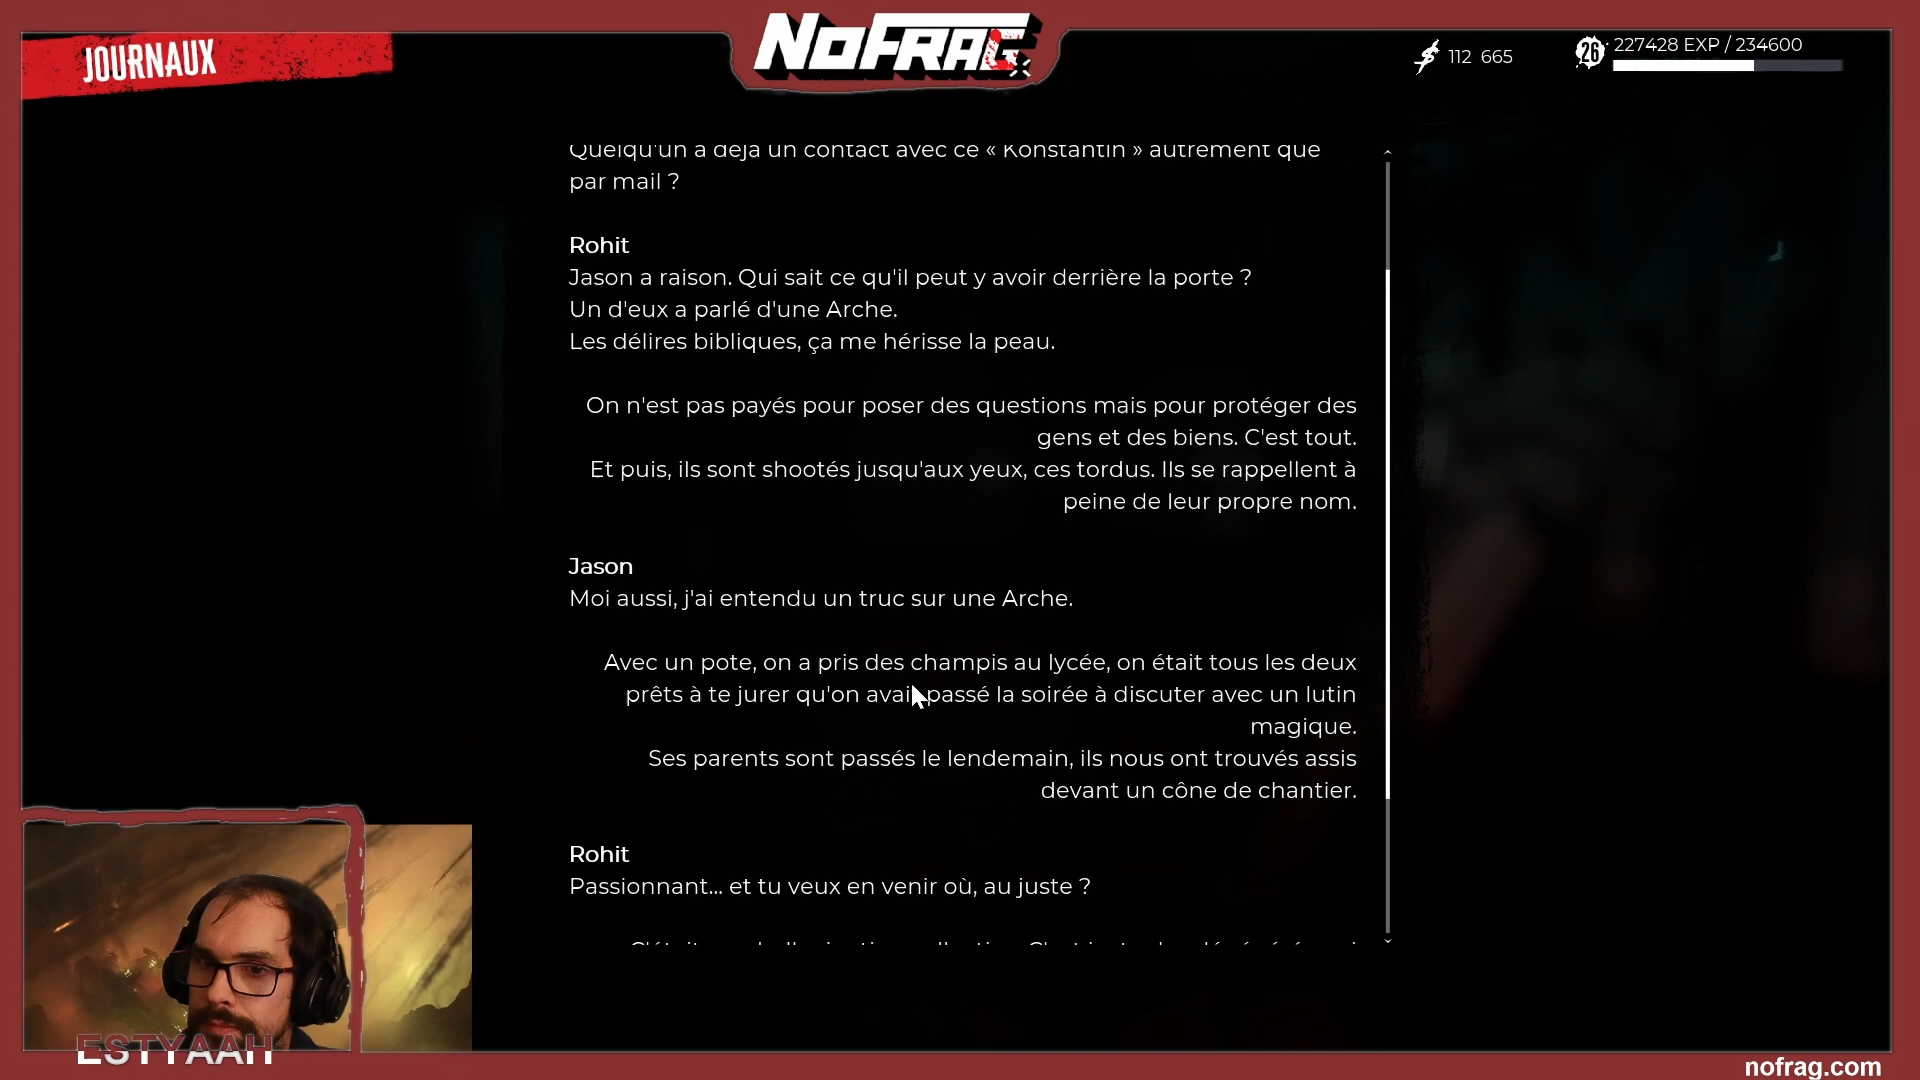 JOURNAUX
NOFRAG
112 665
26
227428 EXP / 234600
Quelqu'un a déjà un contact avec ce « Konstantin » autrement que
par mail ?
Rohit
Jason a raison. Qui sait ce qu'il peut y avoir derrière la porte ?
Un d'eux a parlé d'une Arche.
Les délires bibliques, ça me hérisse la peau.
On n'est pas payés pour poser des questions mais pour protéger des
gens et des biens. C'est tout.
Et puis, ils sont shootés jusqu'aux yeux, ces tordus. Ils se rappellent à
peine de leur propre nom.
Jason
Moi aussi, j'ai entendu un truc sur une Arche.
Avec un pote, on a pris des champis au lycée, on était tous les deux
prêts à te jurer qu'on avait passé la soirée à discuter avec un lutin
magique.
Ses parents sont passés le lendemain, ils nous ont trouvés assis
devant un cône de chantier.
Rohit
Passionnant... et tu veux en venir où, au juste ?
ESTYAAH
nofrag.com